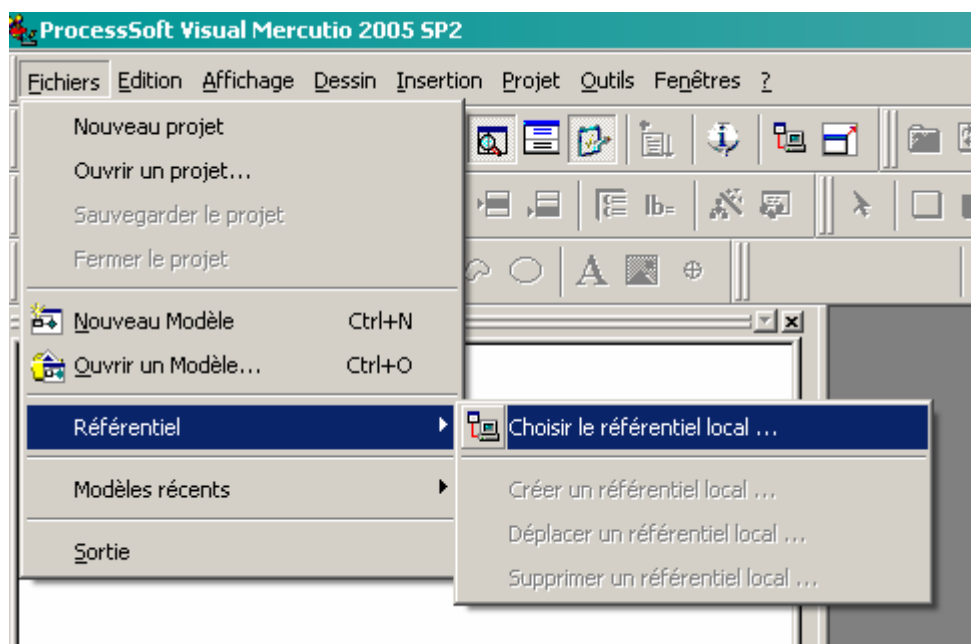 ProcessSoft Visual Mercutio 2005 SP2
Fichiers Edition Affichage Dessin Insertion Projet Outils Fenêtres ?
Nouveau projet
Ouvrir un projet...
Sauvegarder le projet
Fermer le projet
Nouveau Modèle Ctrl+N
Ouvrir un Modèle... Ctrl+O
Référentiel
Choisir le référentiel local ...
Modèles récents
Créer un référentiel local ...
Déplacer un référentiel local ...
Sortie
Supprimer un référentiel local ...
lb=
A